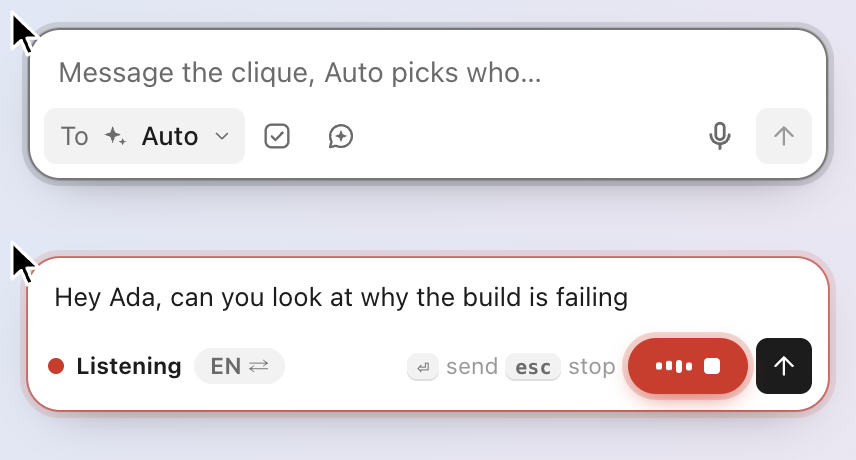 Message the clique, Auto picks who...
To Auto
Hey Ada, can you look at why the build is failing
Listening EN ⇄ ⏎ send esc stop